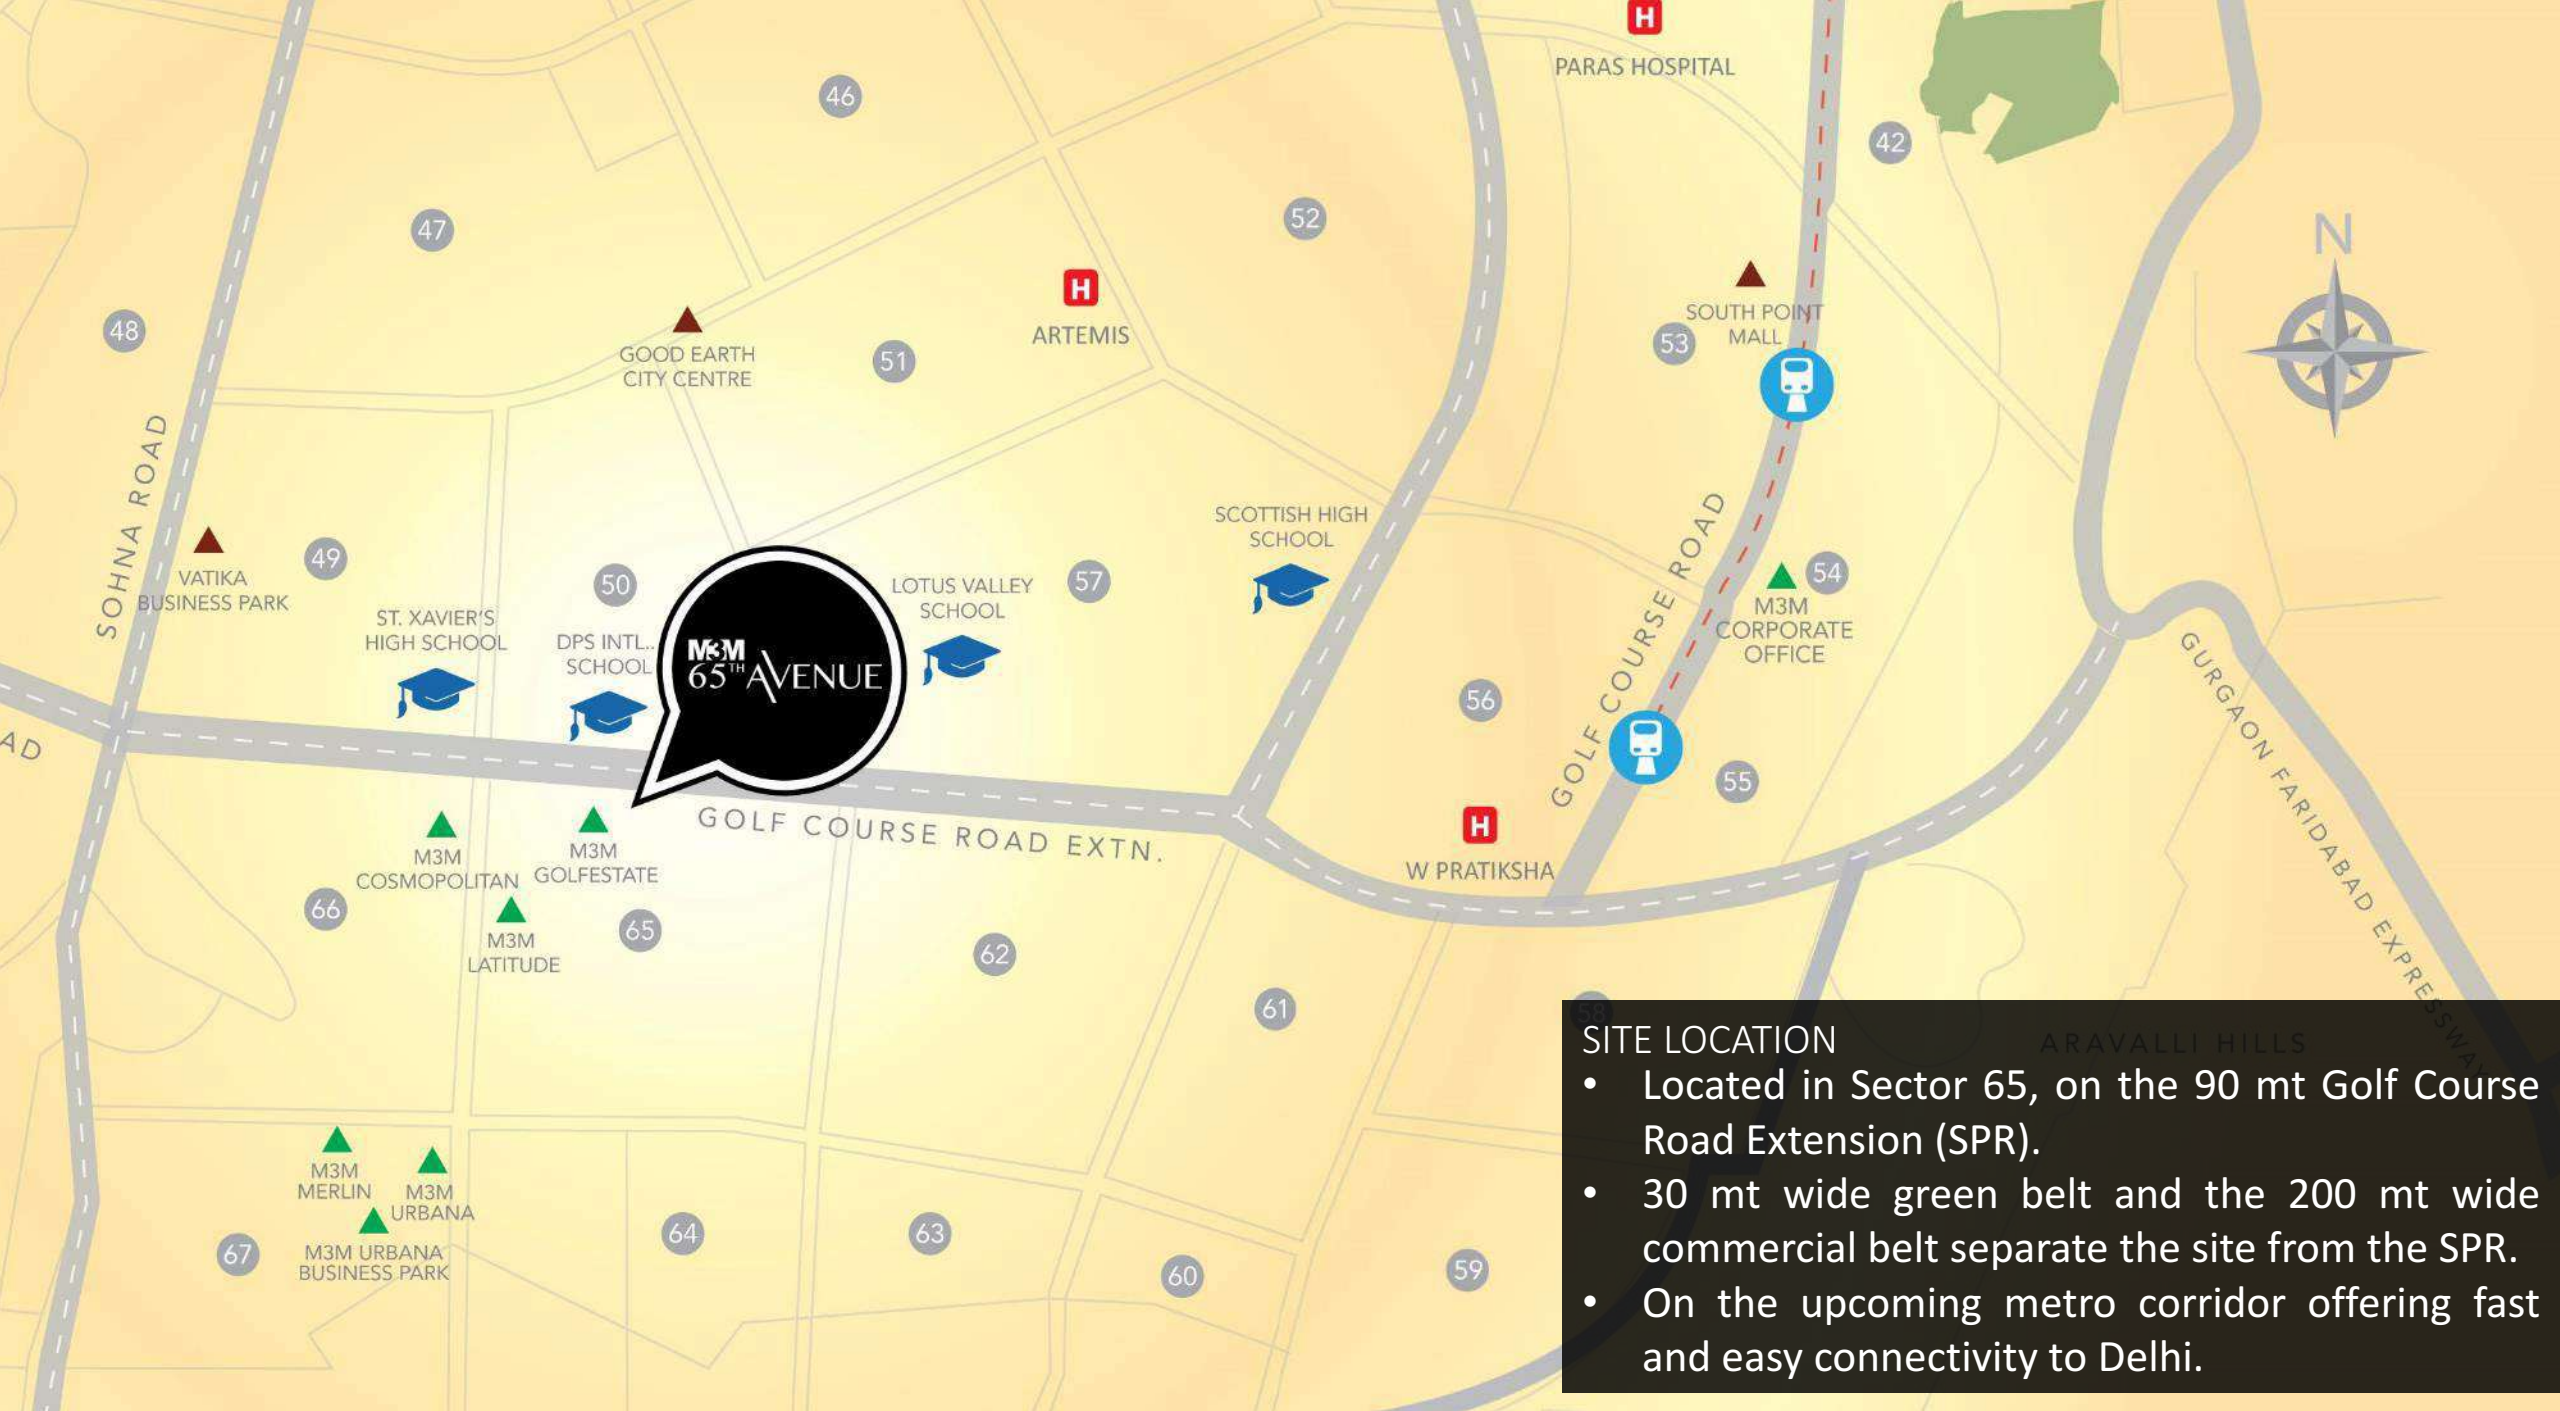 H
PARAS HOSPITAL
46
42
47
52
N
H
ARTEMIS
48
SOUTH POINT
MALL
53
GOOD EARTH
CITY CENTRE
51
SOHNA ROAD
VATIKA
BUSINESS PARK
49
50
ST. XAVIER'S
HIGH SCHOOL
DPS INTL..
SCHOOL
M3M
65TH AVENUE
LOTUS VALLEY
SCHOOL
57
SCOTTISH HIGH
SCHOOL
GOLF COURSE ROAD
54
M3M
CORPORATE
OFFICE
56
55
GURGAON FARIDABAD EXPRESSWAY
AD
GOLF COURSE ROAD EXTN.
H
W PRATIKSHA
M3M
COSMOPOLITAN
M3M
GOLFESTATE
M3M
LATITUDE
66
65
62
61
58
ARAVALLI HILLS
M3M
MERLIN
M3M
URBANA
M3M URBANA
BUSINESS PARK
67
64
63
60
59
SITE LOCATION
• Located in Sector 65, on the 90 mt Golf Course
Road Extension (SPR).
• 30 mt wide green belt and the 200 mt wide
commercial belt separate the site from the SPR.
• On the upcoming metro corridor offering fast
and easy connectivity to Delhi.